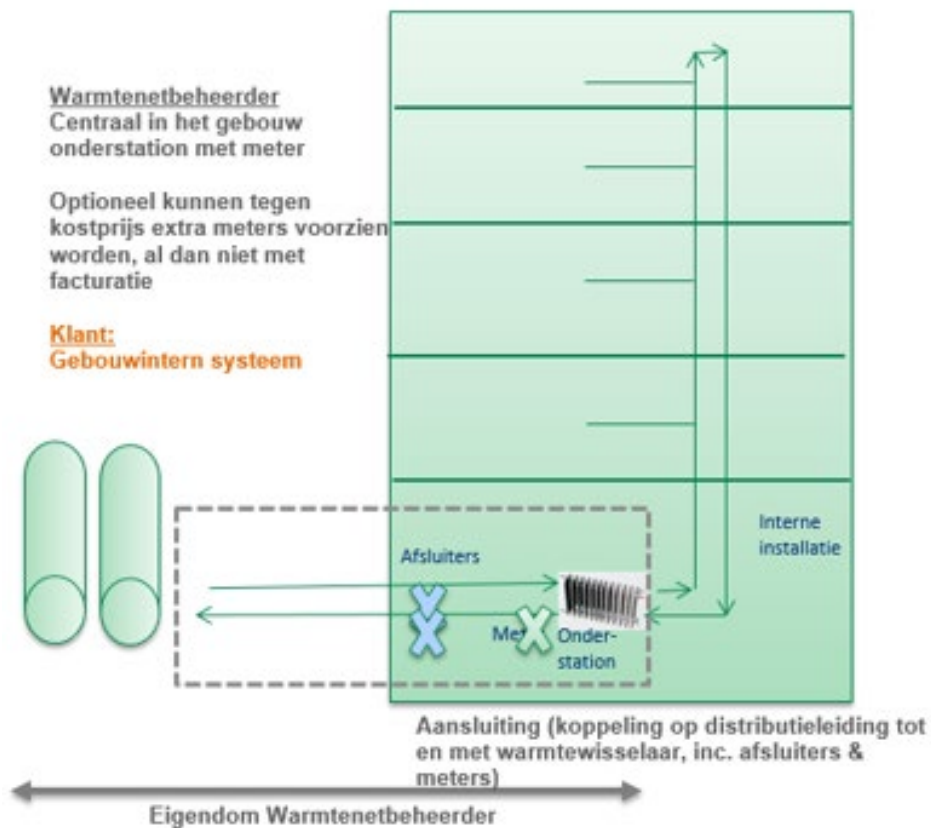 Warmtenetbeheerder
Centraal in het gebouw
onderstation met meter
Optioneel kunnen tegen
kostprijs extra meters voorzien
worden, al dan niet met
facturatie
Klant:
Gebouwintern systeem
Interne
installatie
Afsluiters
Met
Onder-
station
Aansluiting (koppeling op distributieleiding tot
en met warmtewisselaar, inc. afsluiters &
meters)
Eigendom Warmtenetbeheerder